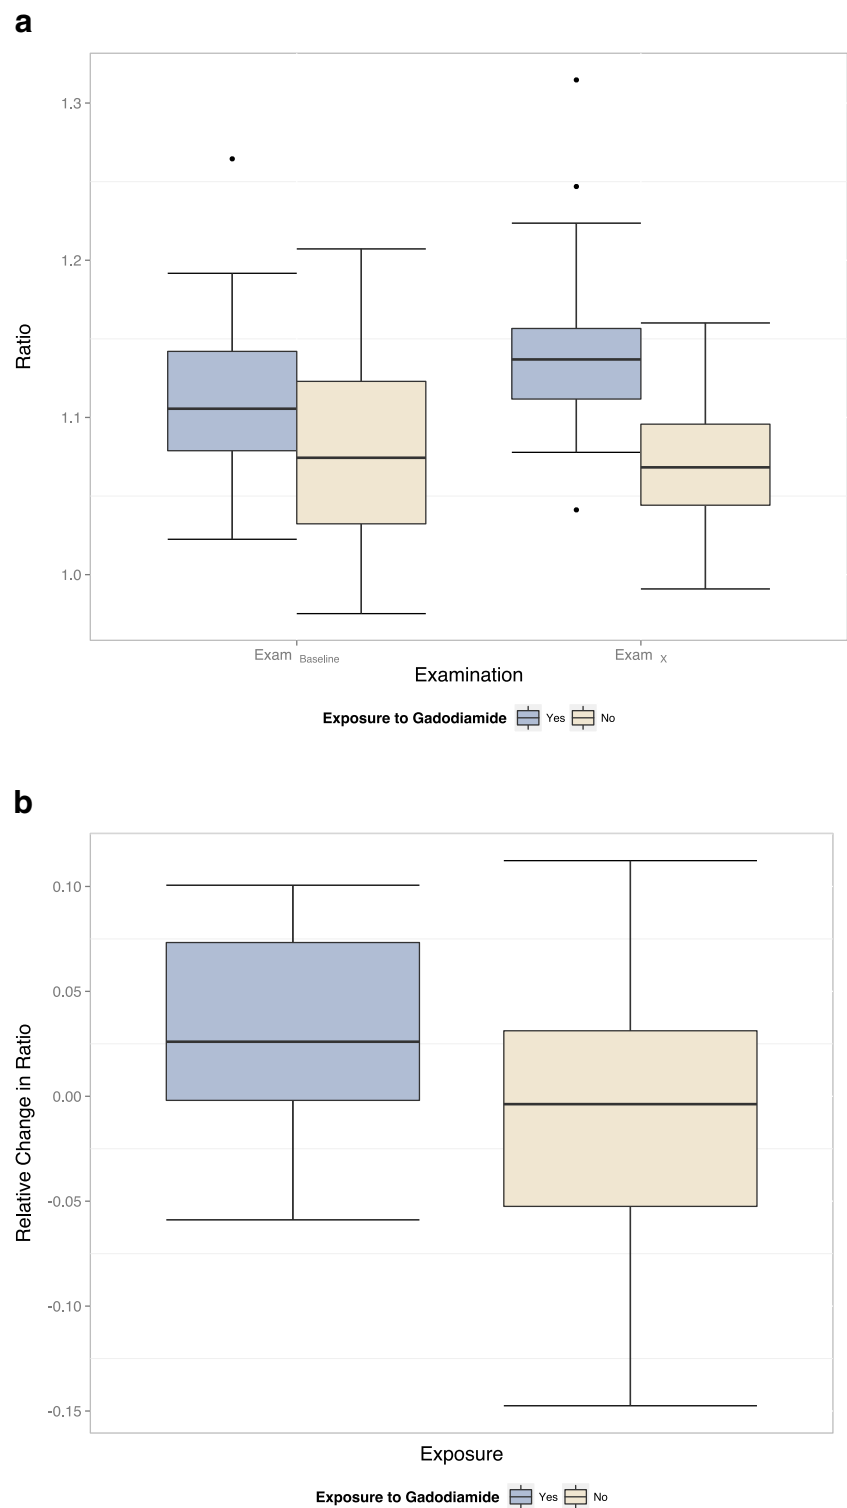 a
1.3
1.2
1.1
1.0
Ratio
Exam Baseline Exam X
Examination
Exposure to Gadodiamide Yes No
b
0.10
0.05
0.00
-0.05
-0.10
-0.15
Relative Change in Ratio
Exposure
Exposure to Gadodiamide Yes No